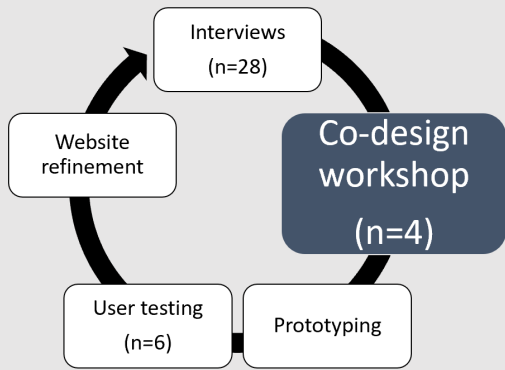 Interviews
(n=28)
Co-design
workshop
(n=4)
Prototyping
User testing
(n=6)
Website
refinement